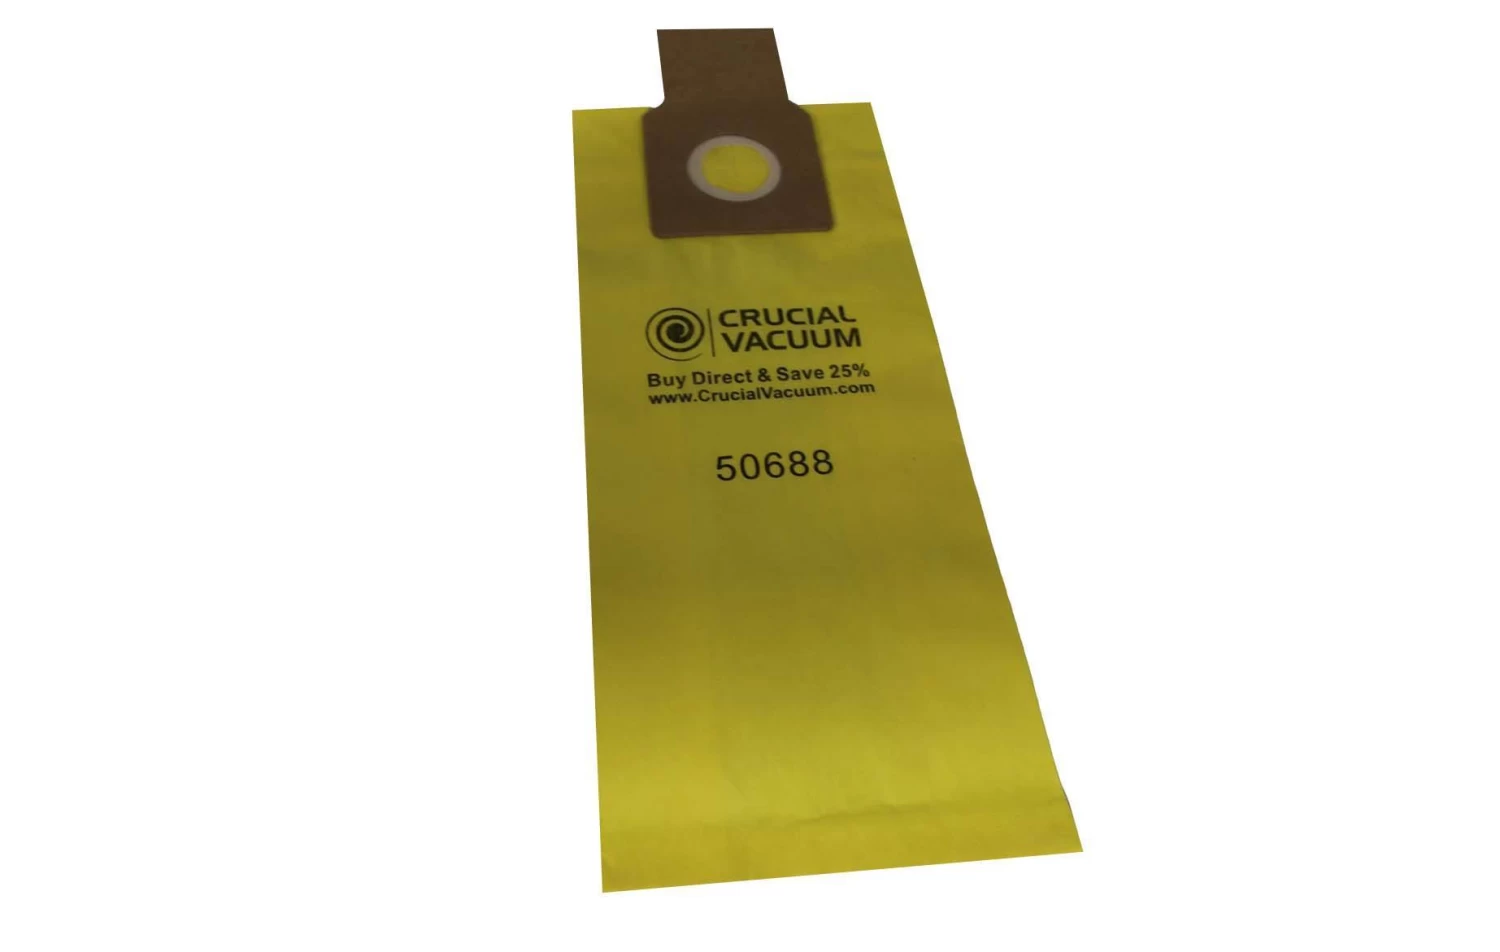 CRUCIAL
VACUUM
Buy Direct & Save 25%
www.CrucialVacuum.com
50688